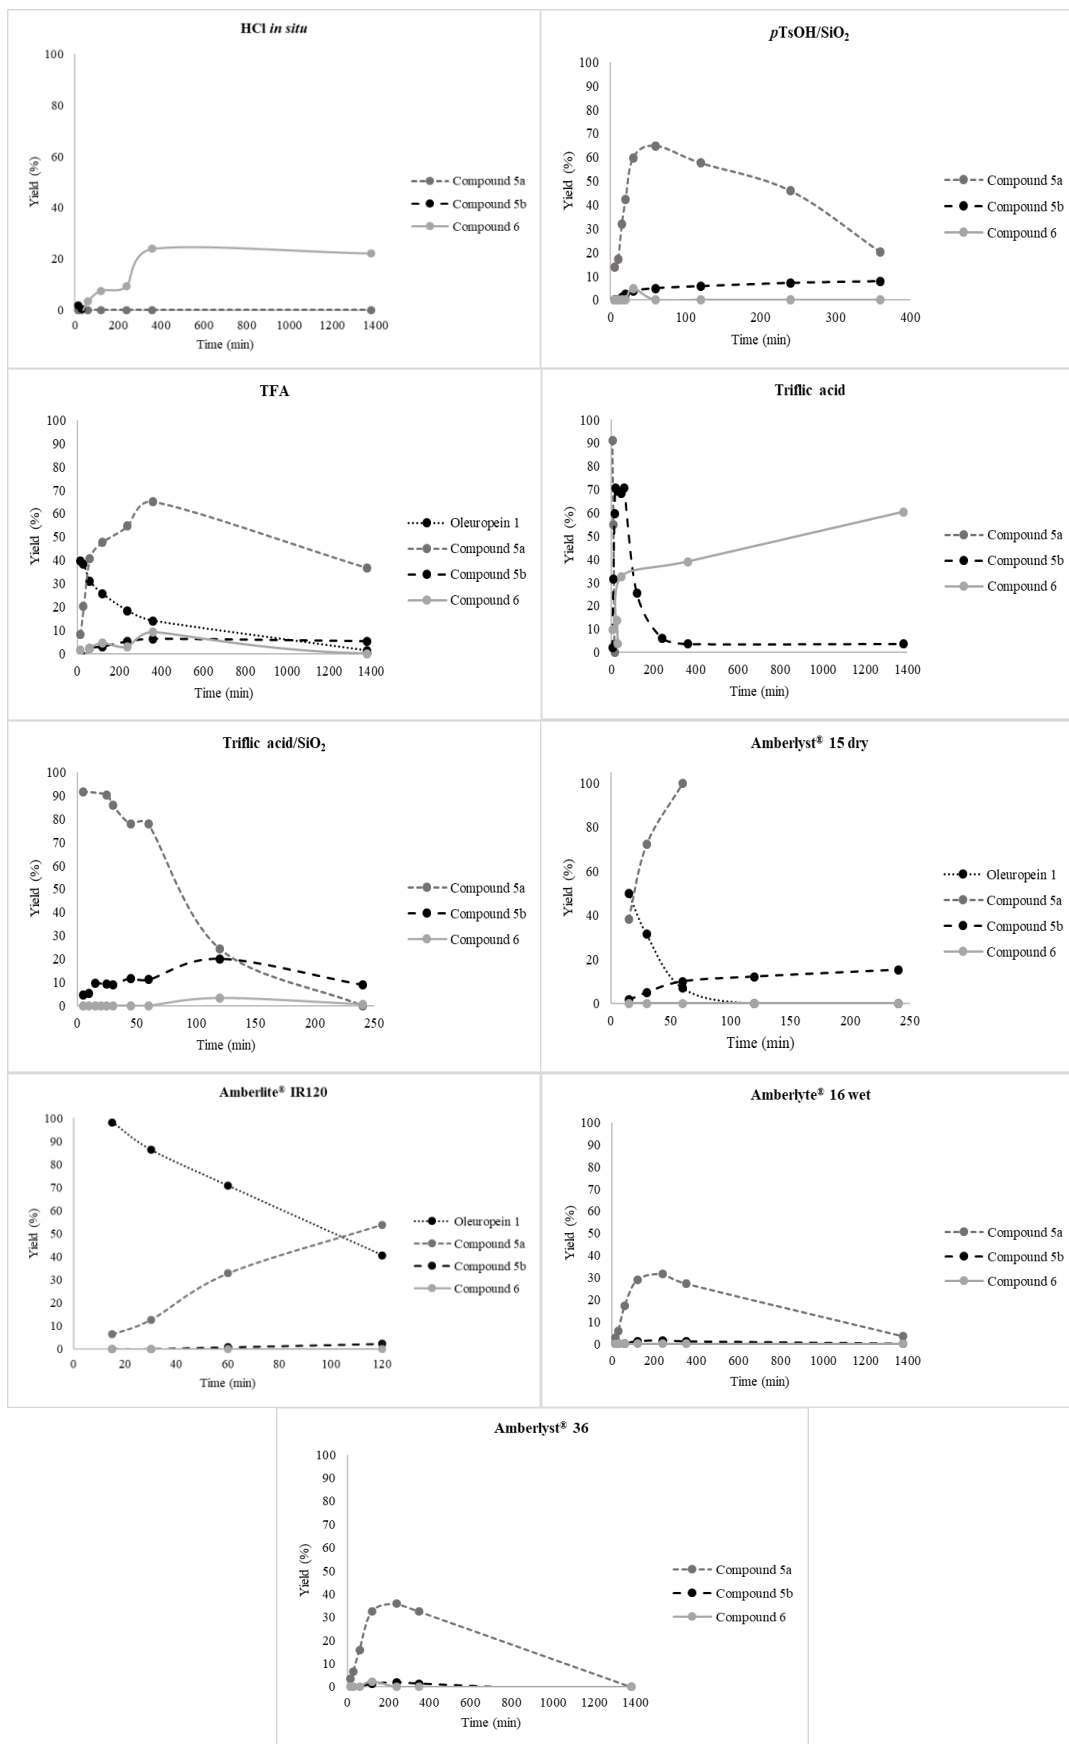 HCl in situ
100
80
60
40
20
0
Yield (%)
0 200 400 600 800 1000 1200 1400
Time (min)
Compound 5a
Compound 5b
Compound 6
pTsOH/SiO₂
100
90
80
70
60
50
40
30
20
10
0
Yield (%)
0 100 200 300 400
Time (min)
Compound 5a
Compound 5b
Compound 6
TFA
100
90
80
70
60
50
40
30
20
10
0
Yield (%)
0 200 400 600 800 1000 1200 1400
Time (min)
Oleuropein 1
Compound 5a
Compound 5b
Compound 6
Triflic acid
100
90
80
70
60
50
40
30
20
10
0
Yield (%)
0 200 400 600 800 1000 1200 1400
Time (min)
Compound 5a
Compound 5b
Compound 6
Triflic acid/SiO₂
100
90
80
70
60
50
40
30
20
10
0
Yield (%)
0 50 100 150 200 250
Time (min)
Compound 5a
Compound 5b
Compound 6
Amberlyst® 15 dry
100
80
60
40
20
0
Yield (%)
0 50 100 150 200 250
Time (min)
Oleuropein 1
Compound 5a
Compound 5b
Compound 6
Amberlite® IR120
100
90
80
70
60
50
40
30
20
10
0
Yield (%)
0 20 40 60 80 100 120
Time (min)
Oleuropein 1
Compound 5a
Compound 5b
Compound 6
Amberlyte® 16 wet
100
90
80
70
60
50
40
30
20
10
0
Yield (%)
0 200 400 600 800 1000 1200 1400
Time (min)
Compound 5a
Compound 5b
Compound 6
Amberlyst® 36
100
90
80
70
60
50
40
30
20
10
0
Yield (%)
0 200 400 600 800 1000 1200 1400
Time (min)
Compound 5a
Compound 5b
Compound 6